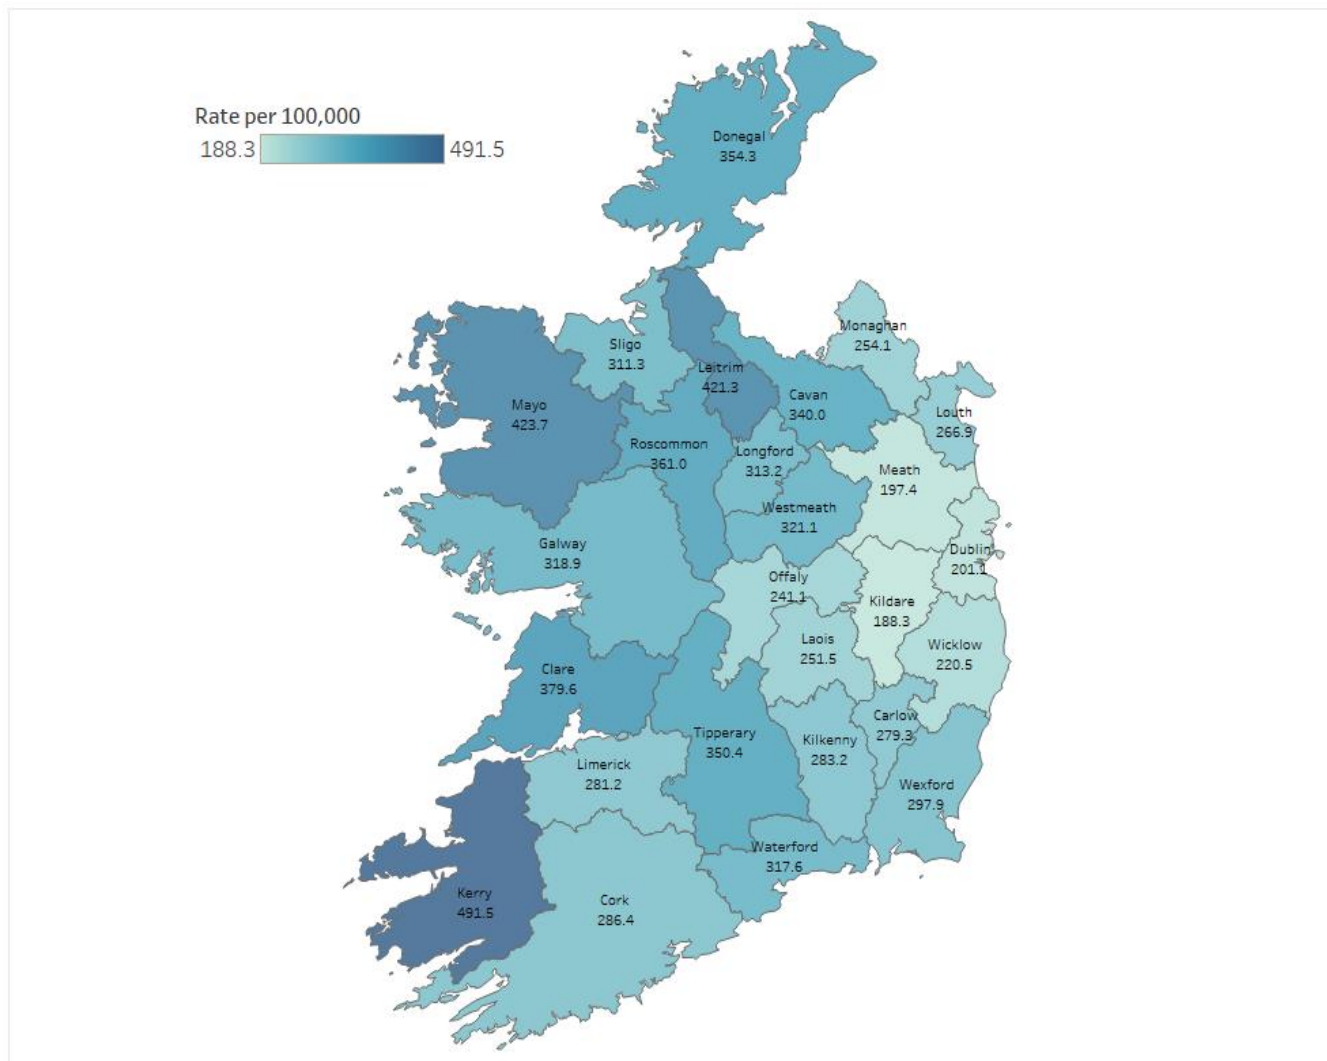 Rate per 100,000
188.3
491.5
Donegal
354.3
Monaghan
254.1
Sligo
311.3
Leitrim
421.3
Cavan
340.0
Mayo
423.7
Louth
266.9
Roscommon
361.0
Longford
313.2
Meath
197.4
Westmeath
321.1
Galway
318.9
Dublin
201.1
Offaly
241.1
Kildare
188.3
Laois
251.5
Wicklow
220.5
Clare
379.6
Carlow
279.3
Tipperary
350.4
Kilkenny
283.2
Limerick
281.2
Wexford
297.9
Waterford
317.6
Kerry
491.5
Cork
286.4